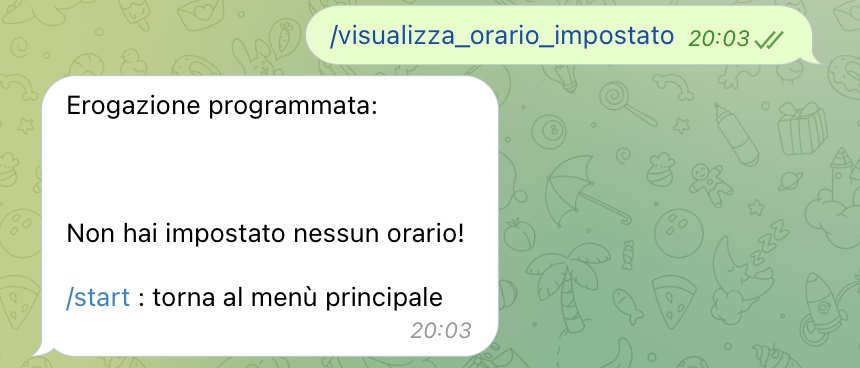 /visualizza_orario_impostato 20:03
Erogazione programmata:
Non hai impostato nessun orario!
/start : torna al menù principale
20:03